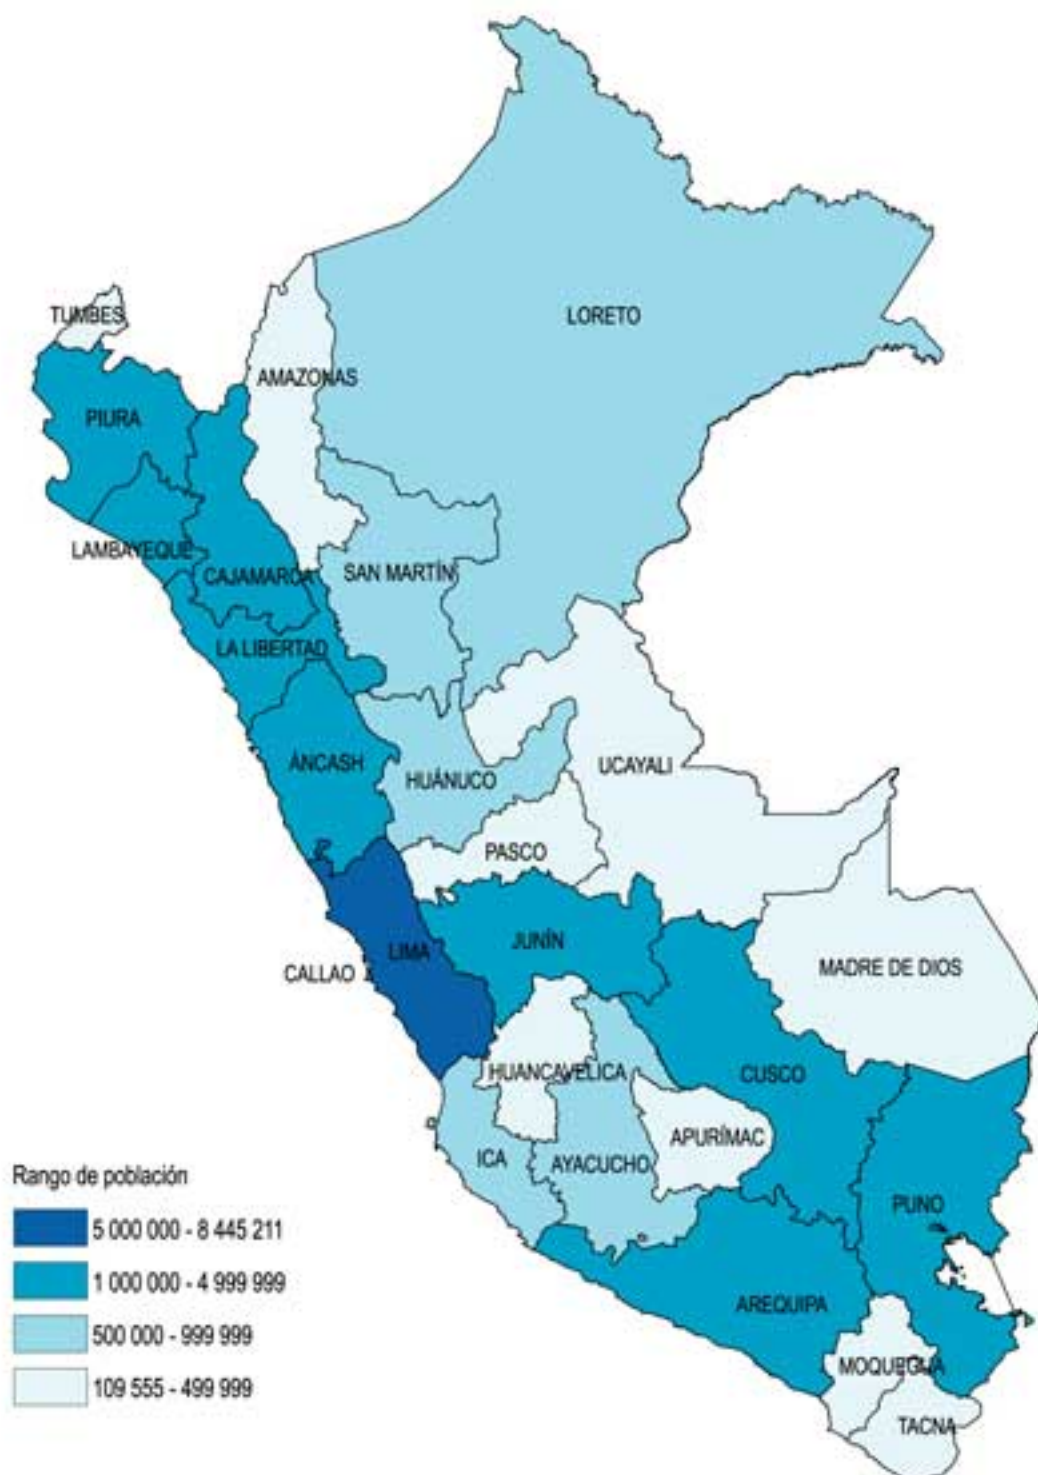 LORETO
TUMBES
AMAZONAS
PIURA
LAMBAYEQUE
CAJAMARCA
SAN MARTÍN
LA LIBERTAD
ÁNCASH
HUÁNUCO
UCAYALI
PASCO
LIMA
JUNÍN
CALLAO
MADRE DE DIOS
HUANCAVELICA
CUSCO
ICA
AYACUCHO
APURÍMAC
PUNO
AREQUIPA
MOQUEGUA
TACNA
Rango de población
5 000 000 - 8 445 211
1 000 000 - 4 999 999
500 000 - 999 999
109 555 - 499 999